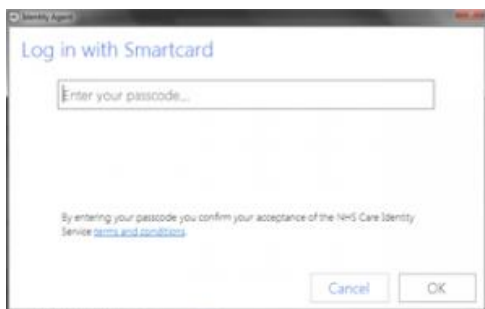 Identity Agent
Log in with Smartcard
Enter your passcode...
By entering your passcode you confirm your acceptance of the NHS Care Identity
Service terms and conditions.
Cancel
OK